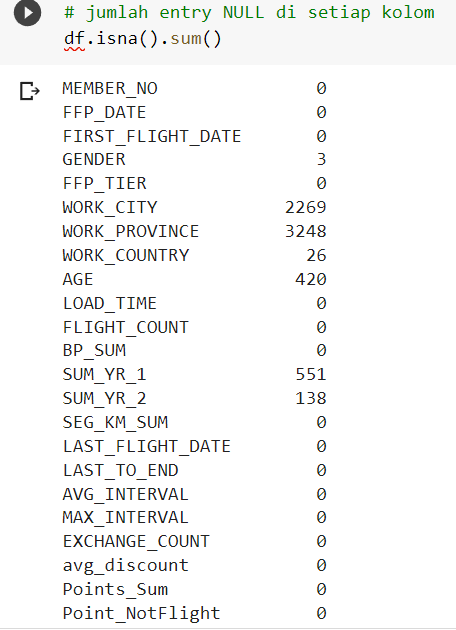 # jumlah entry NULL di setiap kolom
df.isna().sum()
MEMBER_NO 0
FFP_DATE 0
FIRST_FLIGHT_DATE 0
GENDER 3
FFP_TIER 0
WORK_CITY 2269
WORK_PROVINCE 3248
WORK_COUNTRY 26
AGE 420
LOAD_TIME 0
FLIGHT_COUNT 0
BP_SUM 0
SUM_YR_1 551
SUM_YR_2 138
SEG_KM_SUM 0
LAST_FLIGHT_DATE 0
LAST_TO_END 0
AVG_INTERVAL 0
MAX_INTERVAL 0
EXCHANGE_COUNT 0
avg_discount 0
Points_Sum 0
Point_NotFlight 0